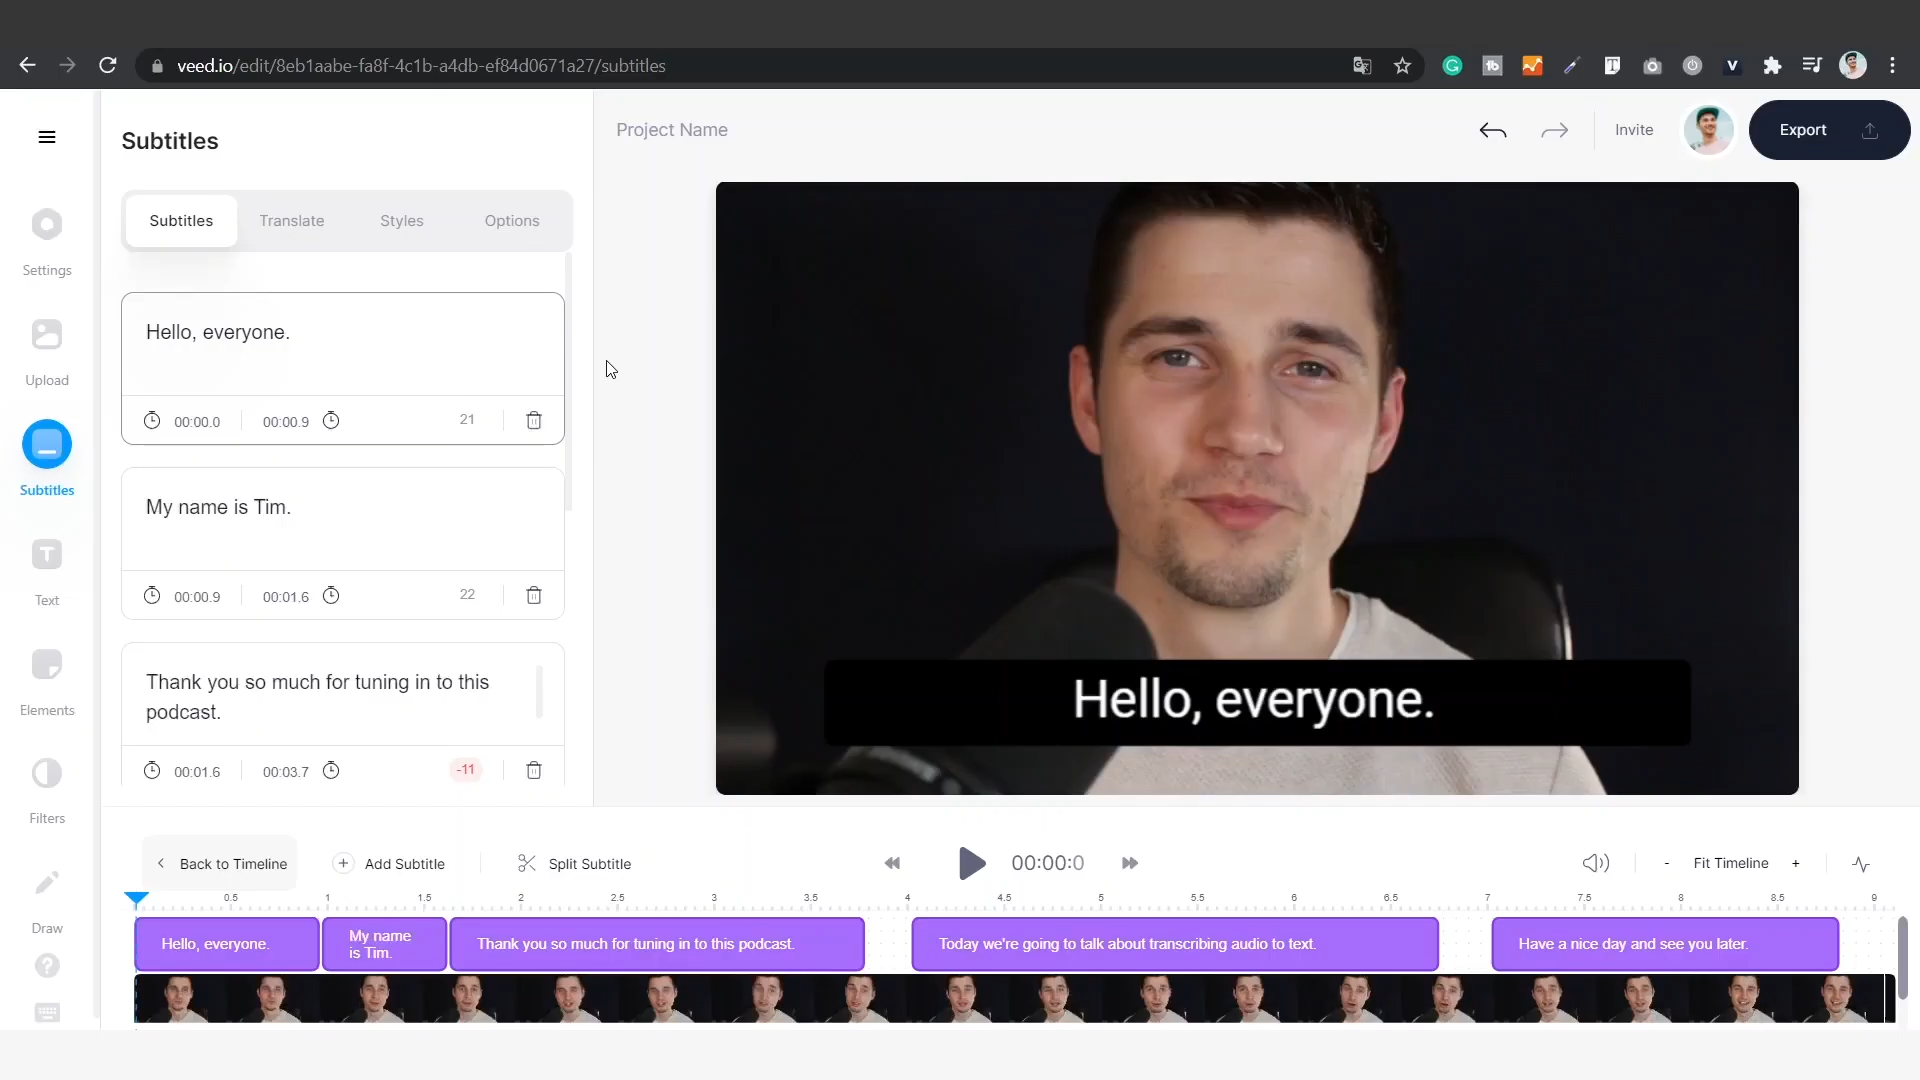 veed.io/edit/8eb1aabe-fa8f-4c1b-a4db-ef84d0671a27/subtitles
Subtitles
Project Name
Invite
Export
Subtitles
Translate
Styles
Options
Settings
Upload
Subtitles
Text
Elements
Filters
Draw
Hello, everyone.
00:00.0
00:00.9
21
My name is Tim.
00:00.9
00:01.6
22
Thank you so much for tuning in to this
podcast.
00:01.6
00:03.7
-11
Hello, everyone.
Back to Timeline
+ Add Subtitle
Split Subtitle
00:00:0
- Fit Timeline +
0.5 1 1.5 2 2.5 3 3.5 4 4.5 5 5.5 6 6.5 7 7.5 8 8.5 9
Hello, everyone.
My name
is Tim.
Thank you so much for tuning in to this podcast.
Today we're going to talk about transcribing audio to text.
Have a nice day and see you later.